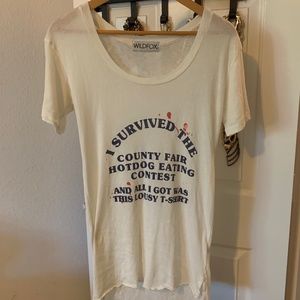 WILDFOX
I SURVIVED THE
COUNTY FAIR
HOTDOG EATING
CONTEST
AND ALL I GOT WAS
THIS LOUSY T-SHIRT